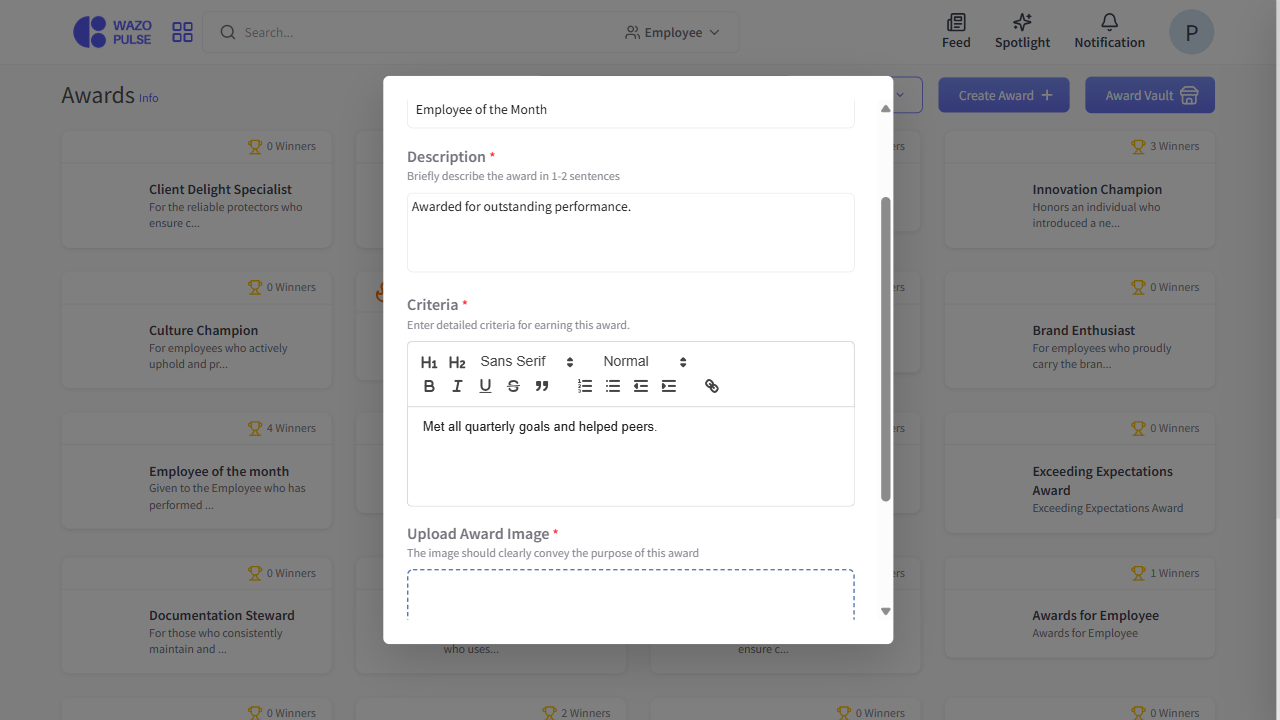 WAZO
PULSE
Search...
Employee
Feed
Spotlight
Notification
P
Awards Info
Create Award +
Award Vault
0 Winners
Client Delight Specialist
For the reliable protectors who
ensure c...
3 Winners
Innovation Champion
Honors an individual who
introduced a ne...
0 Winners
Culture Champion
For employees who actively
uphold and pr...
0 Winners
Brand Enthusiast
For employees who proudly
carry the bran...
4 Winners
Employee of the month
Given to the Employee who has
performed ...
0 Winners
Exceeding Expectations
Award
Exceeding Expectations Award
0 Winners
Documentation Steward
For those who consistently
maintain and ...
who uses...
ensure c...
1 Winners
Awards for Employee
Awards for Employee
0 Winners
2 Winners
0 Winners
0 Winners
Employee of the Month
Description *
Briefly describe the award in 1-2 sentences
Awarded for outstanding performance.
Criteria *
Enter detailed criteria for earning this award.
H1 H2 Sans Serif Normal
B I U S
Met all quarterly goals and helped peers.
Upload Award Image *
The image should clearly convey the purpose of this award